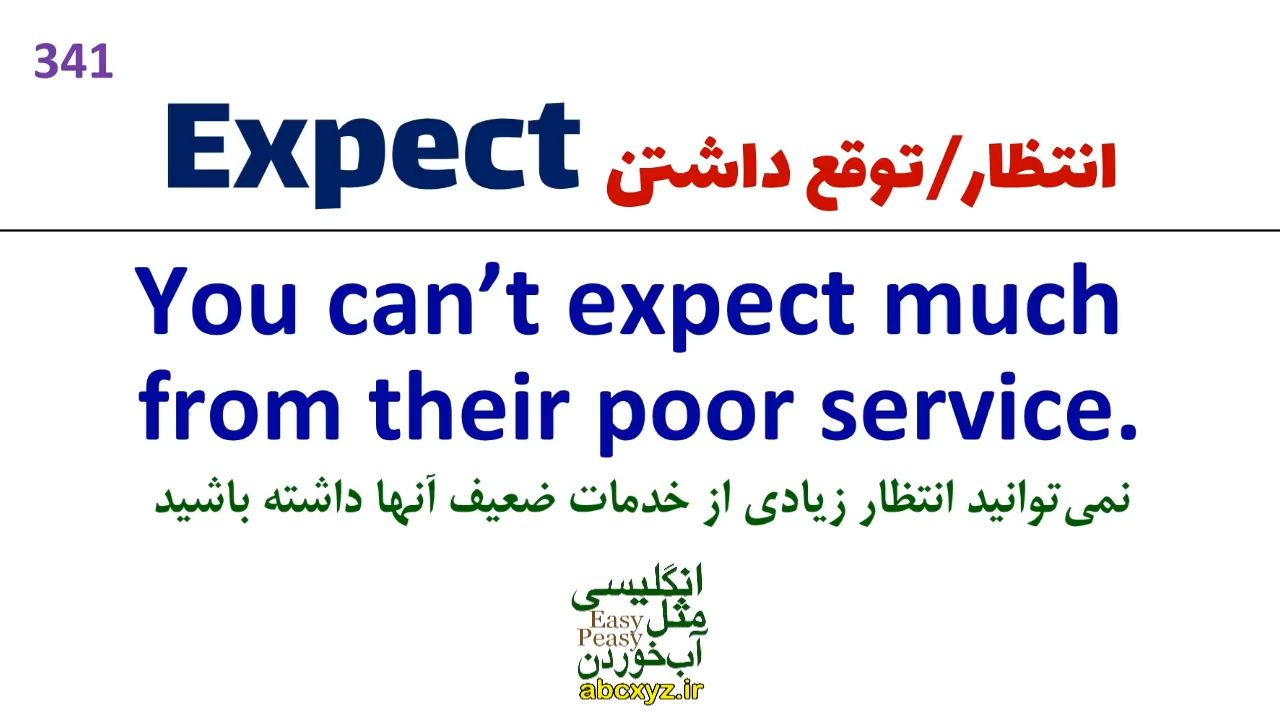 341
Expect انتظار/توقع داشتن
You can’t expect much
from their poor service.
نمی‌توانید انتظار زیادی از خدمات ضعیف آنها داشته باشید
انگلیسی
مثل
Easy
Peasy
آب‌خوردن
abcxyz.ir